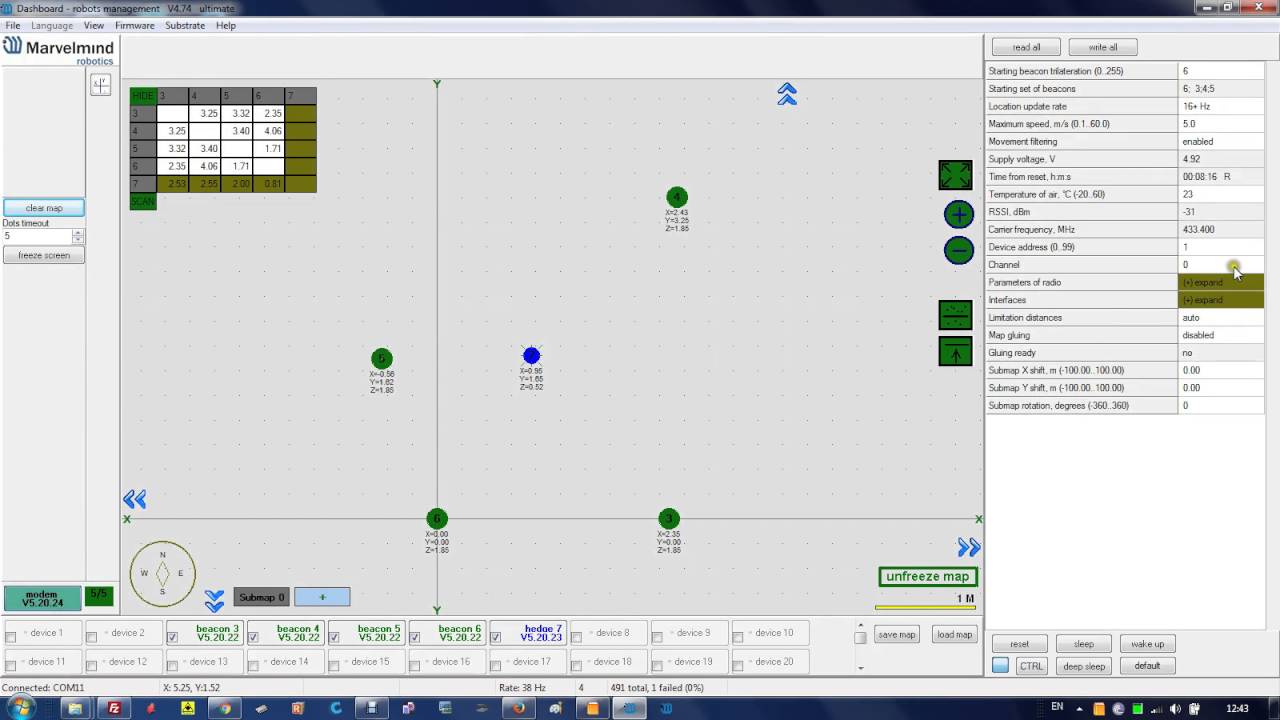 Dashboard - robots management V4.74 ultimate
File Language View Firmware Substrate Help
Marvelmind
robotics
clear map
Dots timeout
5
freeze screen
modem
V5.20.24
5/5
HIDE 3 4 5 6 7
3 3.25 3.32 2.35
4 3.25 3.40 4.06
5 3.32 3.40 1.71
6 2.35 4.06 1.71
7 2.53 2.55 2.00 0.81
SCAN
Y
4
X=2.43
Y=3.25
Z=1.85
5
X=-0.56
Y=1.62
Z=1.85
X=0.95
Y=1.65
Z=0.52
X
6
X=0.00
Y=0.00
Z=1.85
3
X=2.35
Y=0.00
Z=1.85
X
N
W E
S
Submap 0
+
Y
unfreeze map
1 M
read all write all
Starting beacon trilateration (0..255) 6
Starting set of beacons 6; 3;4;5
Location update rate 16+ Hz
Maximum speed, m/s (0.1..60.0) 5.0
Movement filtering enabled
Supply voltage, V 4.92
Time from reset, h:m:s 00:08:16 R
Temperature of air, °C (-20..60) 23
RSSI, dBm -31
Carrier frequency, MHz 433.400
Device address (0..99) 1
Channel 0
Parameters of radio (+) expand
Interfaces (+) expand
Limitation distances auto
Map gluing disabled
Gluing ready no
Submap X shift, m (-100.00..100.00) 0.00
Submap Y shift, m (-100.00..100.00) 0.00
Submap rotation, degrees (-360..360) 0
reset sleep wake up
CTRL deep sleep default
device 1 device 2 beacon 3 V5.20.22 beacon 4 V5.20.22 beacon 5 V5.20.22 beacon 6 V5.20.22 hedge 7 V5.20.23 device 8 device 9 device 10
device 11 device 12 device 13 device 14 device 15 device 16 device 17 device 18 device 19 device 20
save map load map
Connected: COM11 X: 5.25, Y:1.52 Rate: 38 Hz 4 491 total, 1 failed (0%)
EN 12:43